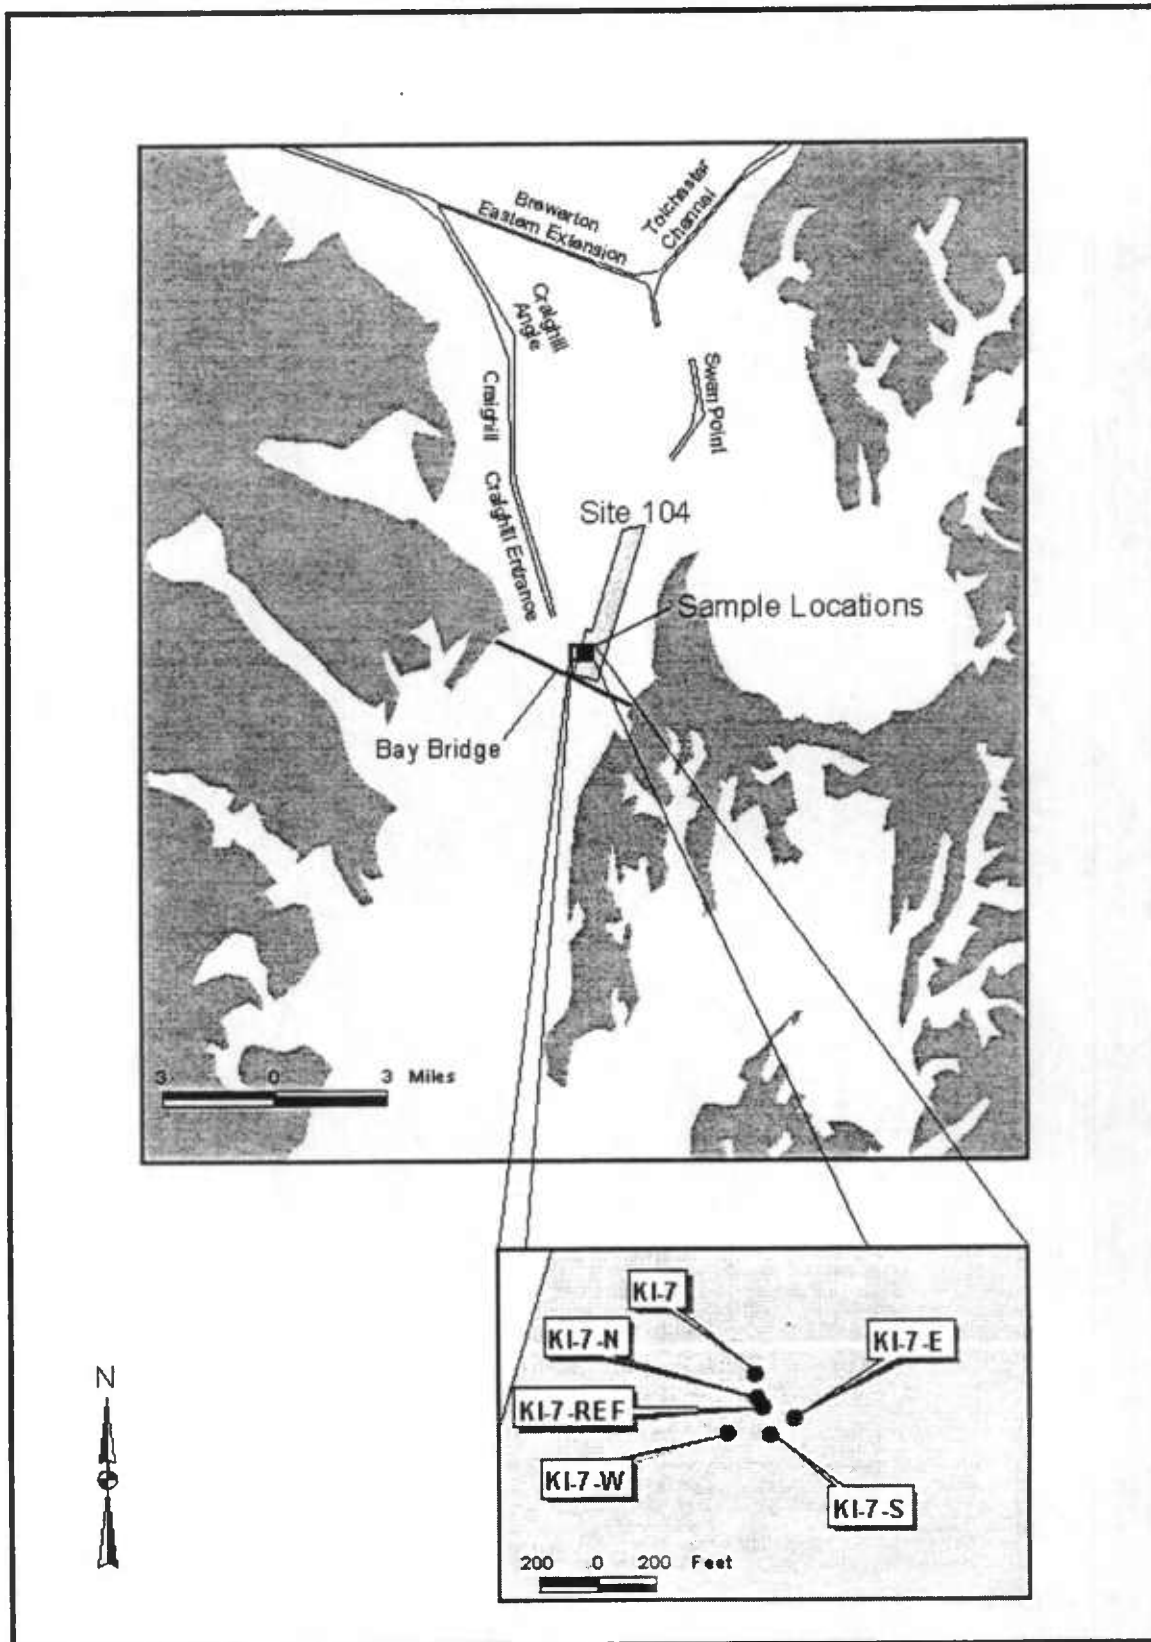 Brewerton
Eastern Extension
Tolchester
Channel
Craighill
Angle
Swan Point
Craighill
Craighill Entrance
Site 104
Sample Locations
Bay Bridge
3 0 3 Miles
KI-7
KI-7-N
KI-7-E
KI-7-REF
KI-7-W
KI-7-S
N
200 0 200 Feet